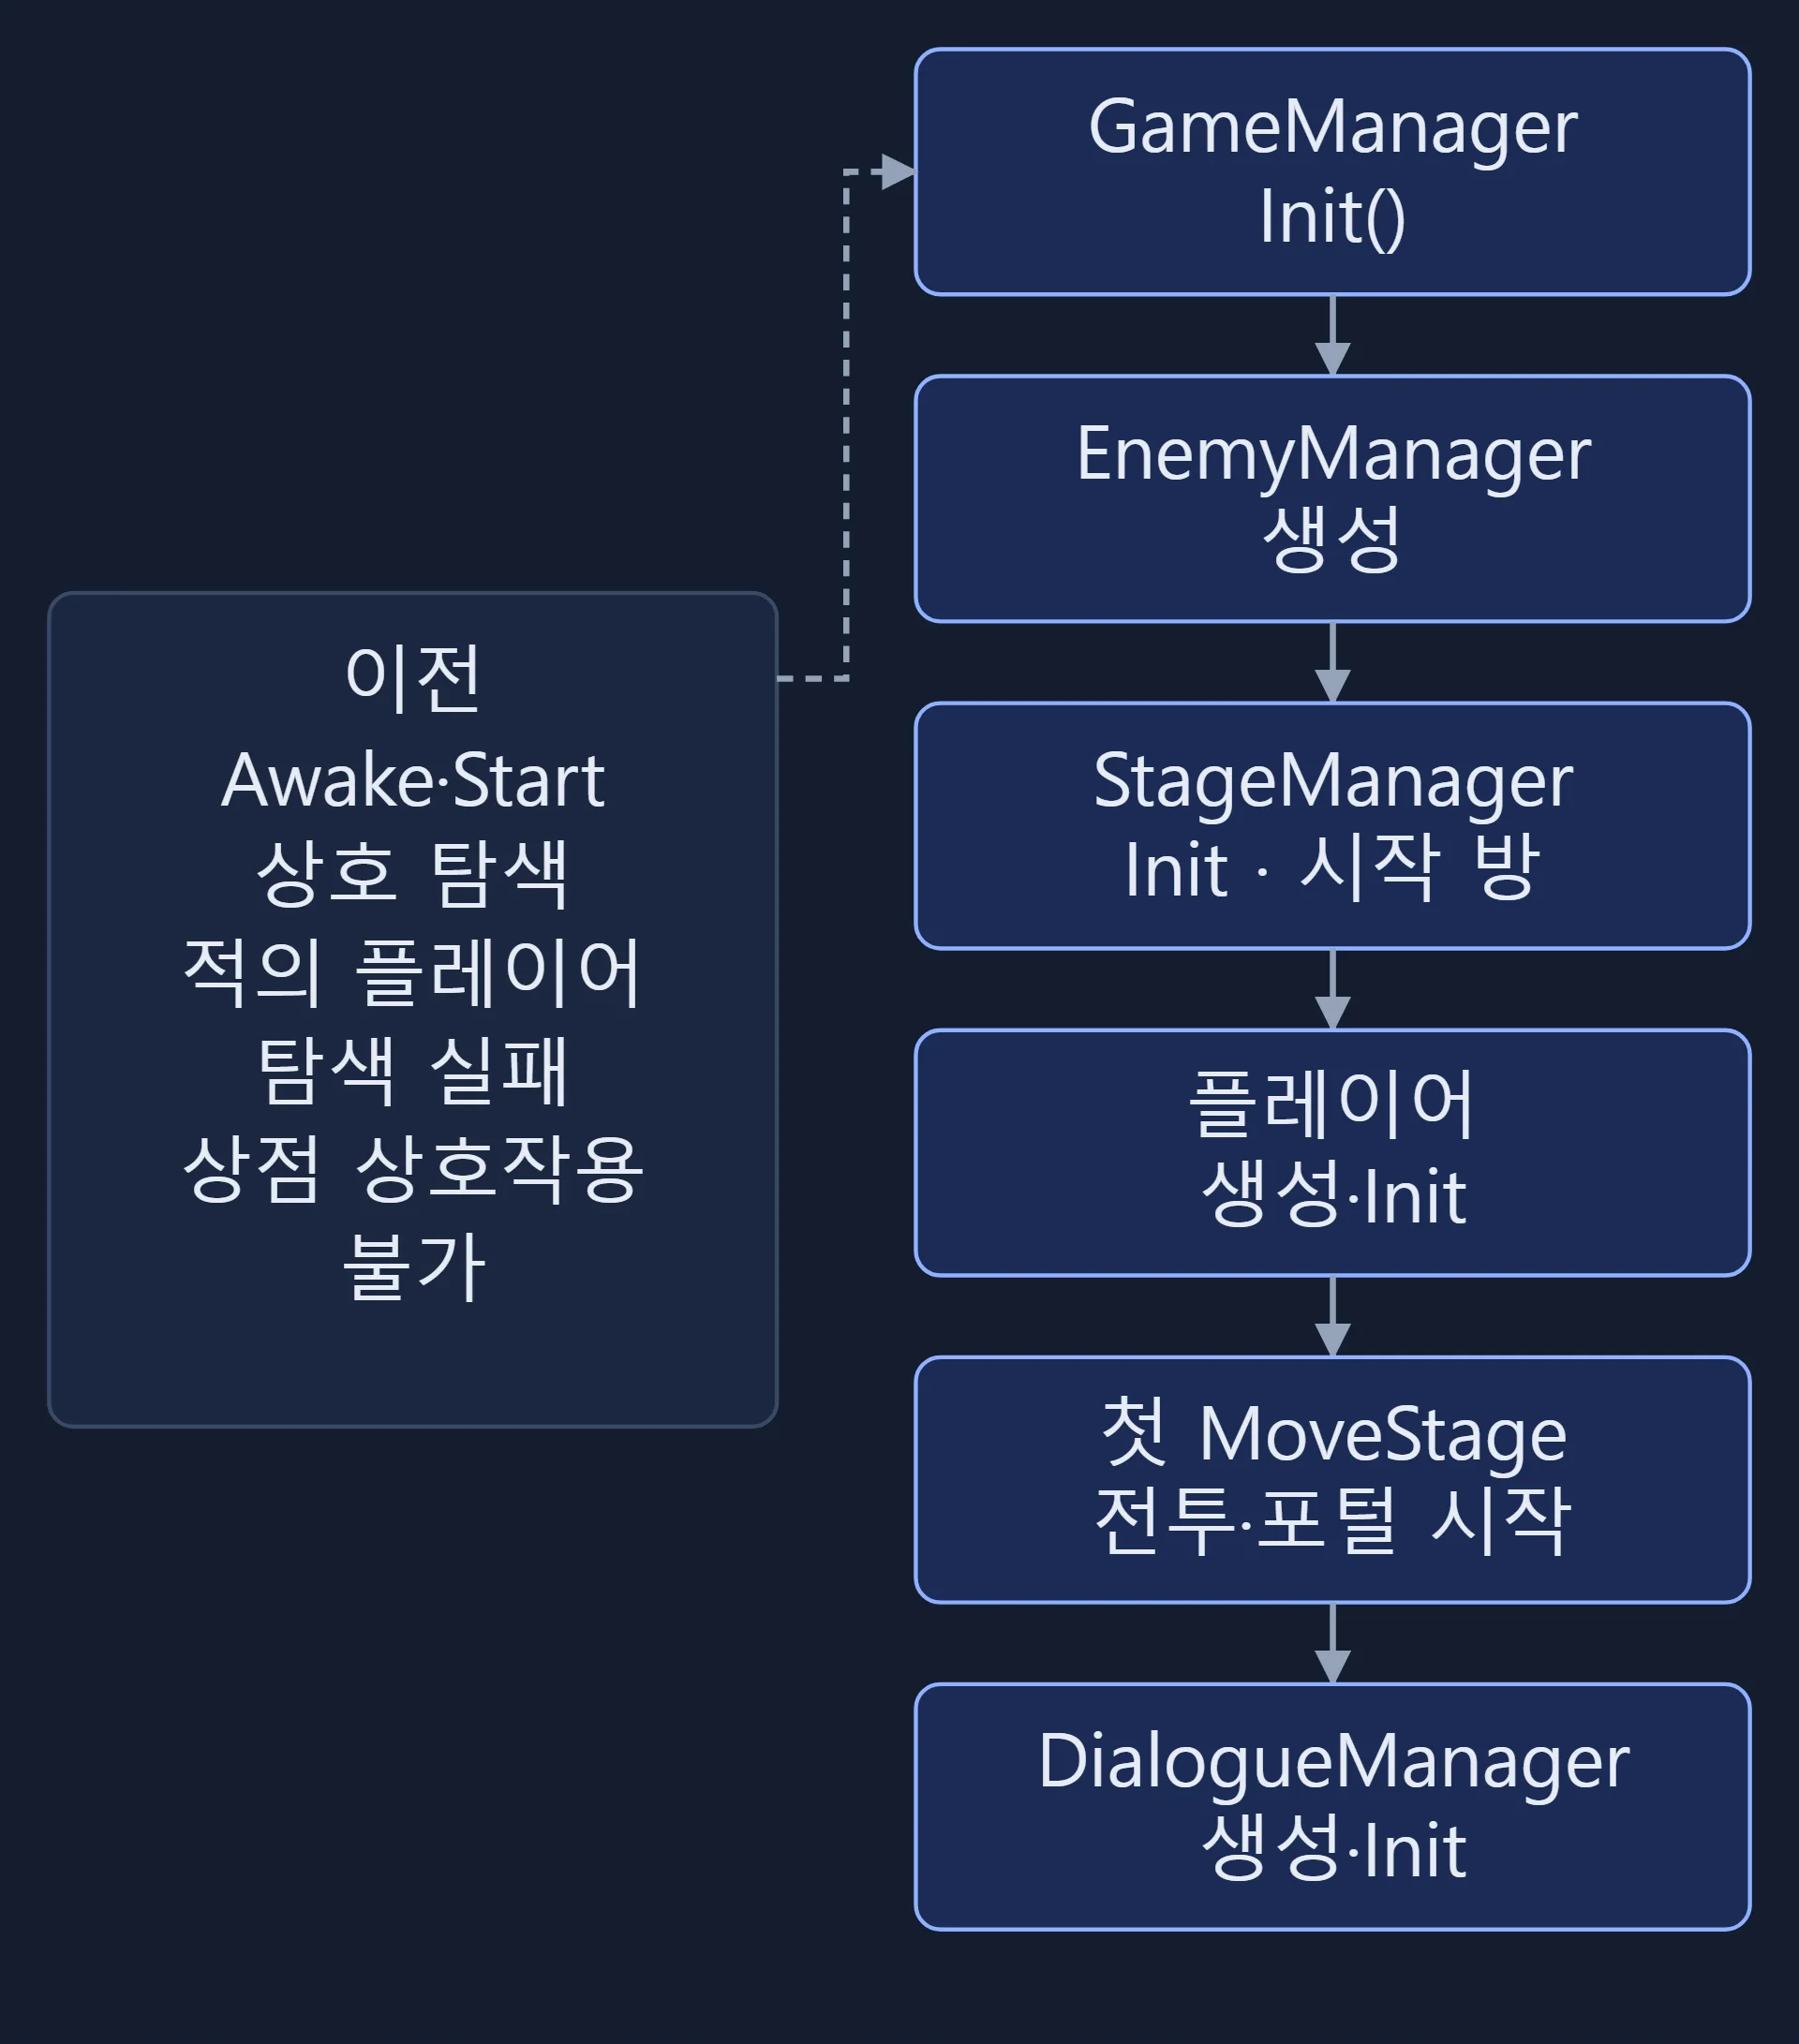 GameManager
Init()
EnemyManager
생성
이전
Awake·Start
상호 탐색
적의 플레이어
탐색 실패
상점 상호작용
불가
StageManager
Init · 시작 방
플레이어
생성·Init
첫 MoveStage
전투·포털 시작
DialogueManager
생성·Init